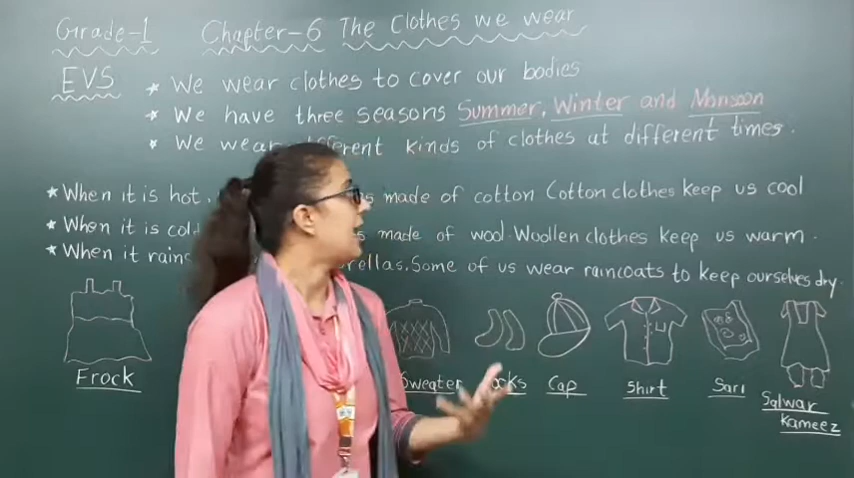 Grade-1 Chapter-6 The Clothes we wear
EVS
* We wear clothes to cover our bodies
* We have three seasons Summer, Winter and Monsoon
* We wear different kinds of clothes at different times.
* When it is hot, made of cotton Cotton clothes keep us cool
* When it is cold made of wool. Woollen clothes keep us warm.
* When it rains Some of us wear raincoats to keep ourselves dry.
Frock Sweater Socks Cap Shirt Sari Salwar
Kameez